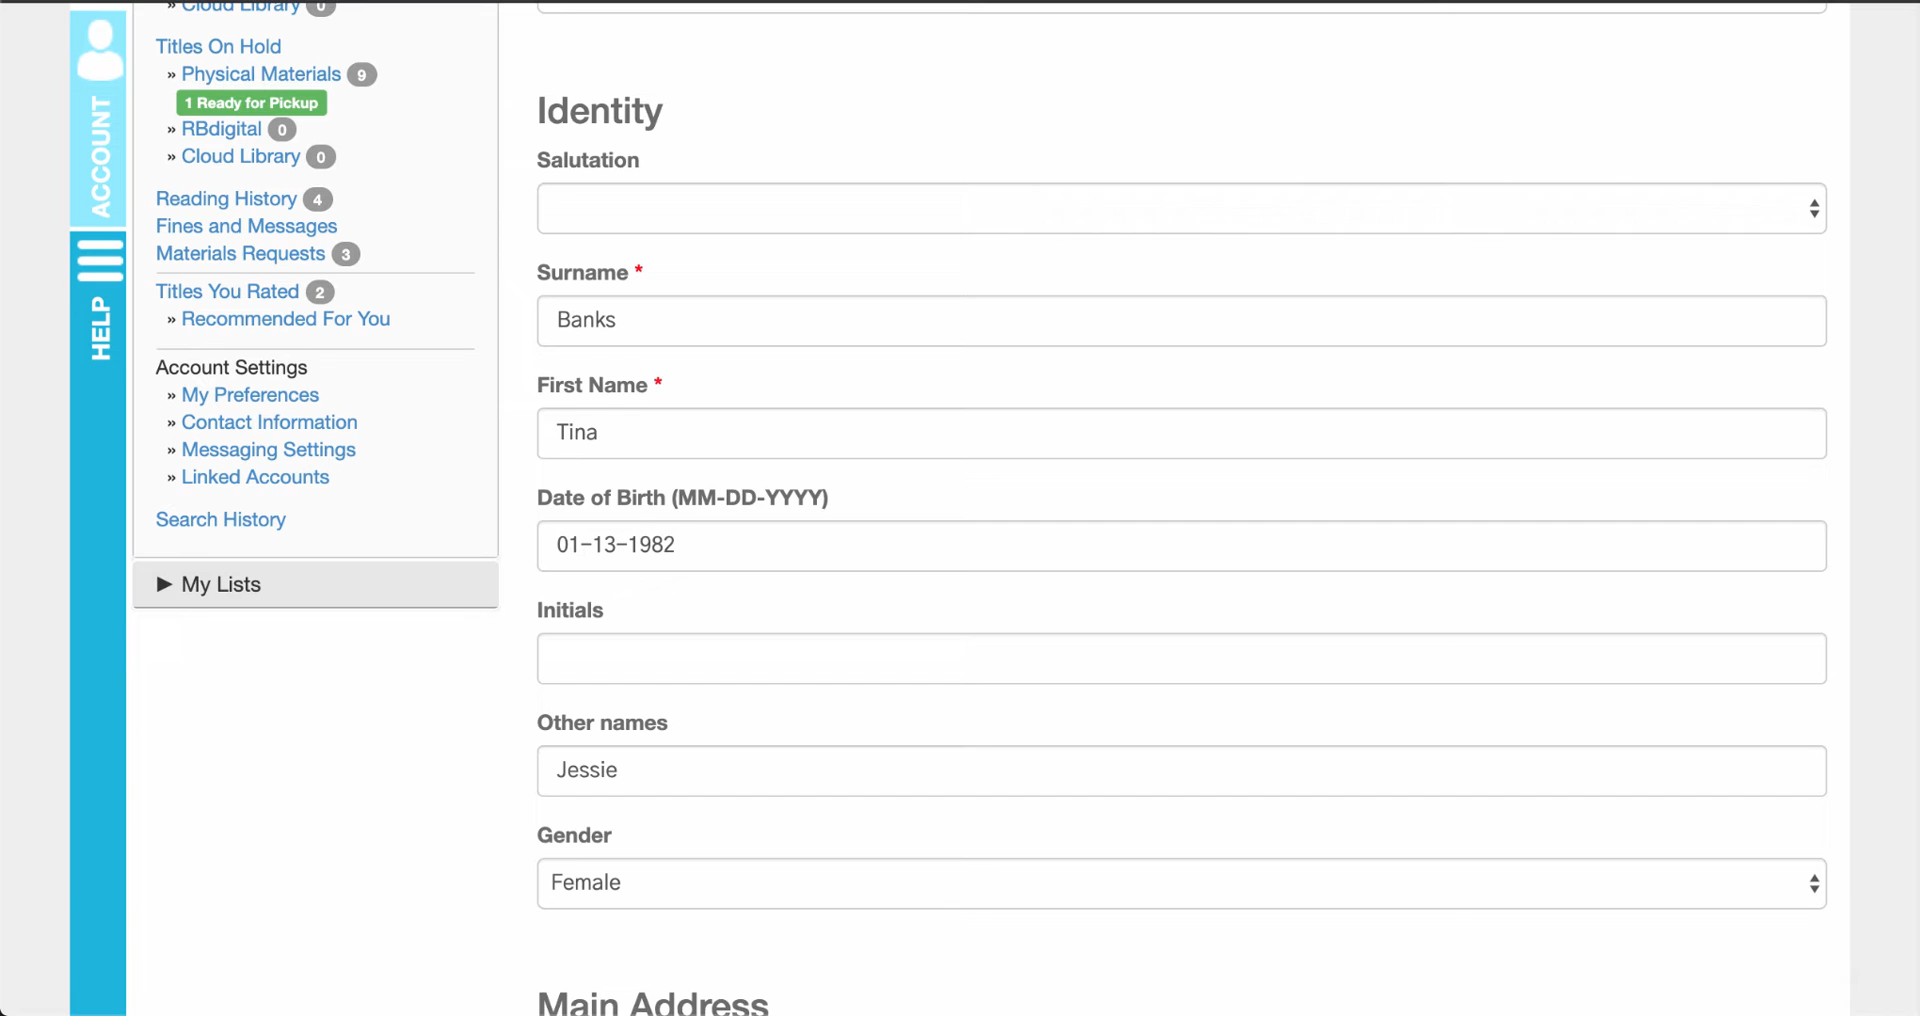 » Cloud Library 0
Titles On Hold
» Physical Materials 9
1 Ready for Pickup
» RBdigital 0
» Cloud Library 0
Reading History 4
Fines and Messages
Materials Requests 3
Titles You Rated 2
» Recommended For You
Account Settings
» My Preferences
» Contact Information
» Messaging Settings
» Linked Accounts
Search History
► My Lists
ACCOUNT
HELP
Identity
Salutation
Surname *
Banks
First Name *
Tina
Date of Birth (MM-DD-YYYY)
01-13-1982
Initials
Other names
Jessie
Gender
Female
Main Address